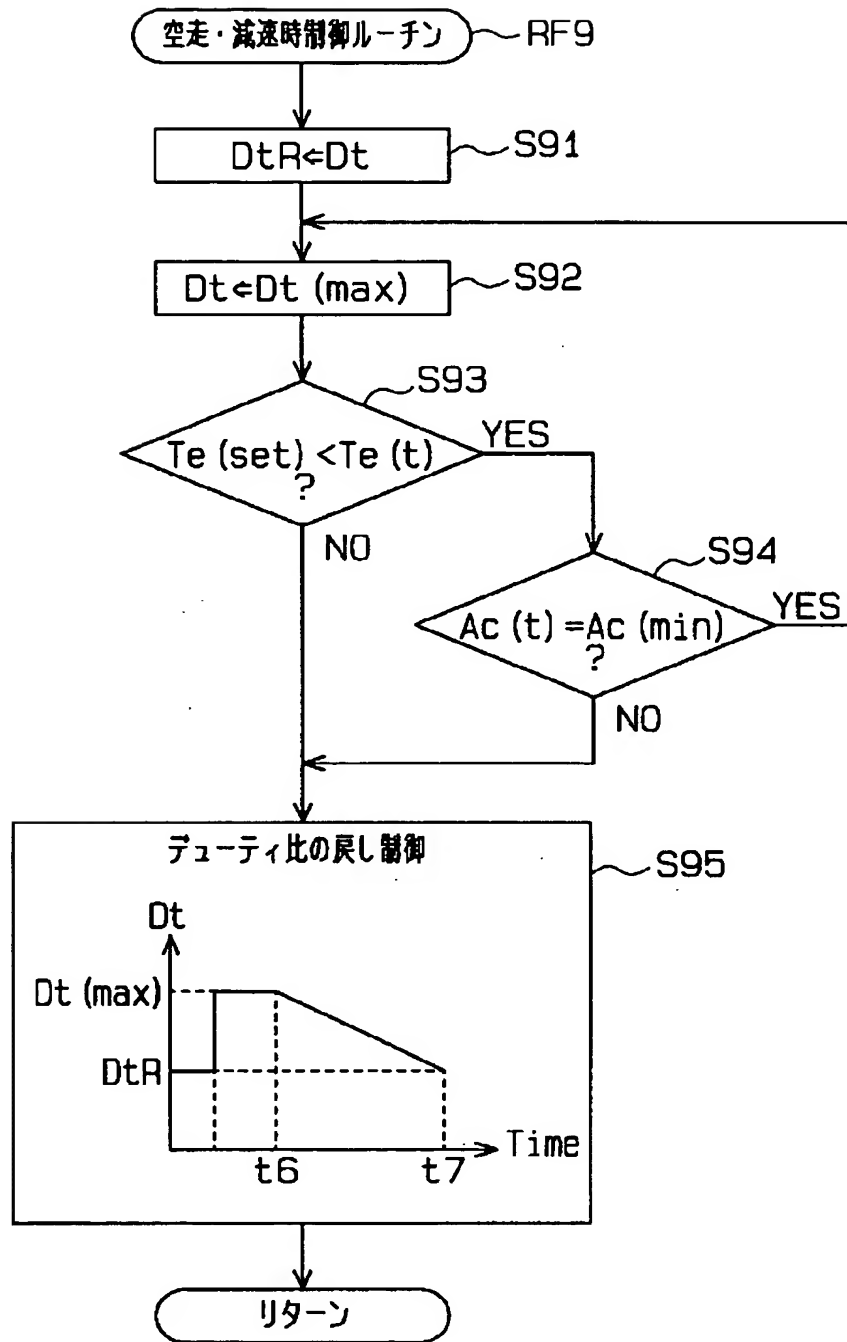 空走・減速時制御ルーチン
RF9
DtR⇐Dt
S91
Dt⇐Dt(max)
S92
S93
Te(set)<Te(t)
?
YES
NO
S94
Ac(t)=Ac(min)
?
YES
NO
デューティ比の戻し制御
S95
Dt
Dt(max)
DtR
Time
t6
t7
リターン